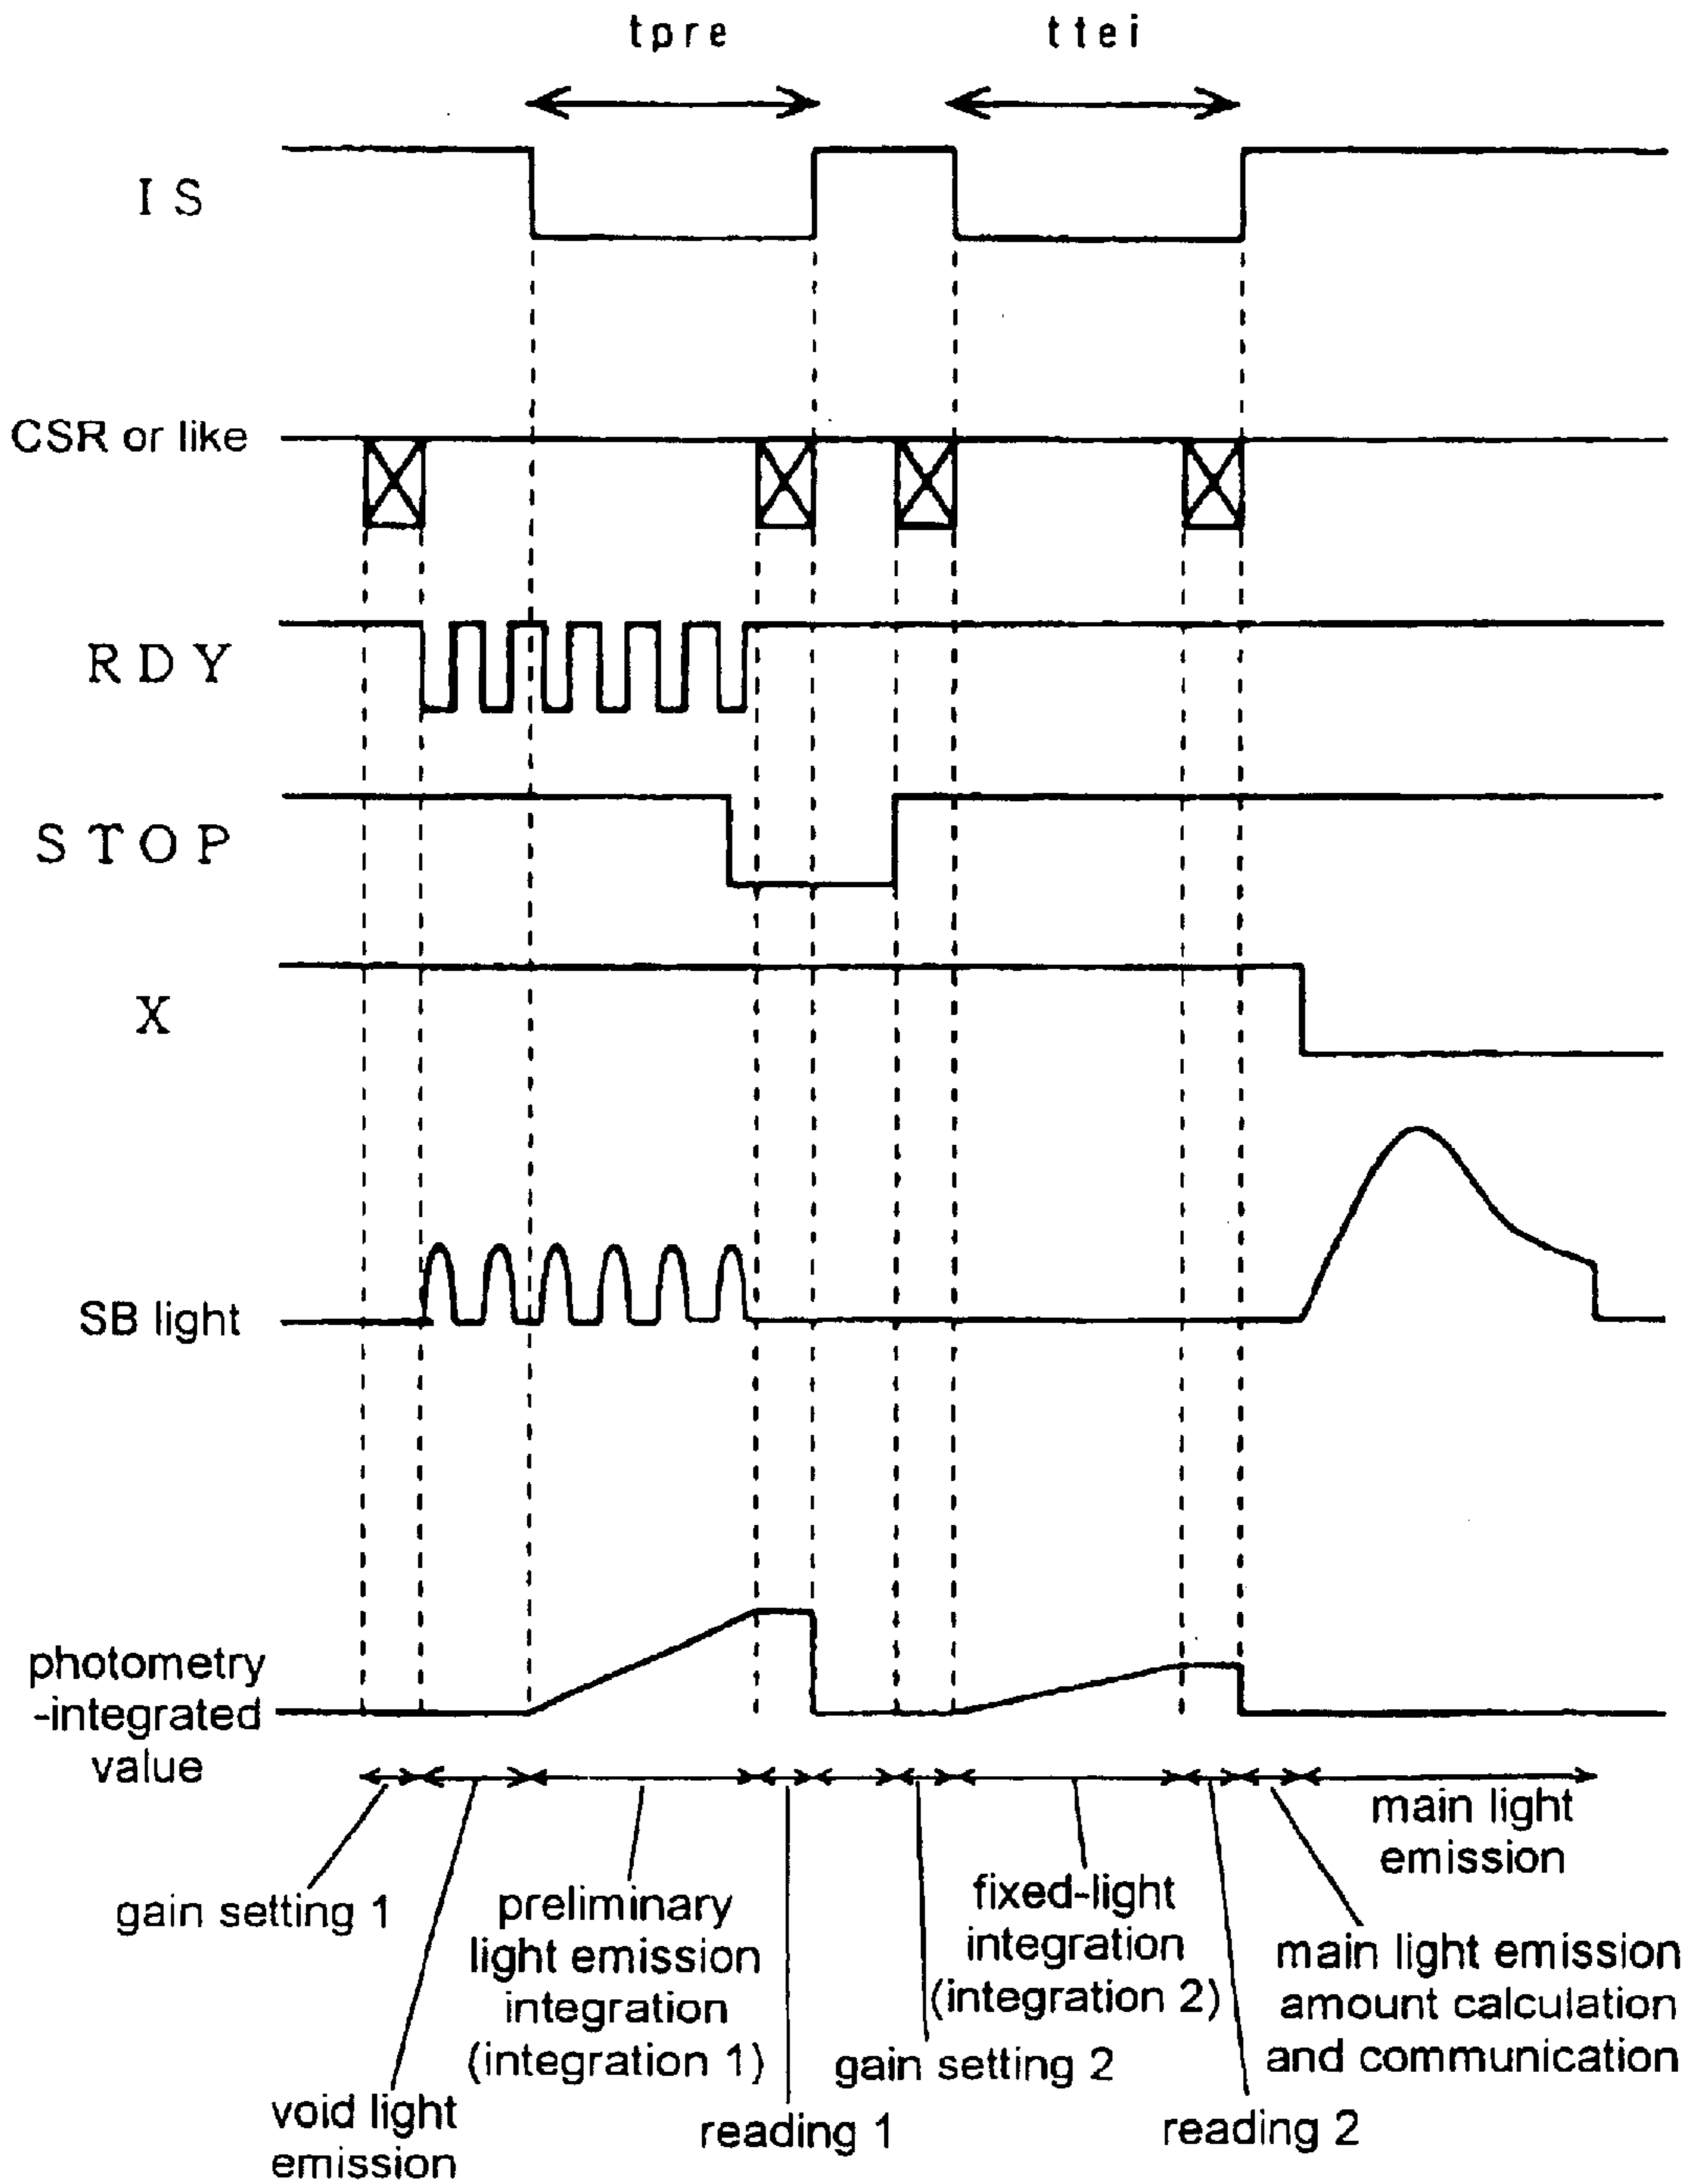 tpre
ttei
IS
CSR or like
RDY
STOP
X
SB light
photometry
-integrated
value
main light
emission
gain setting 1
preliminary
light emission
integration
(integration 1)
fixed-light
integration
(integration 2)
main light emission
amount calculation
and communication
gain setting 2
void light
emission
reading 1
reading 2